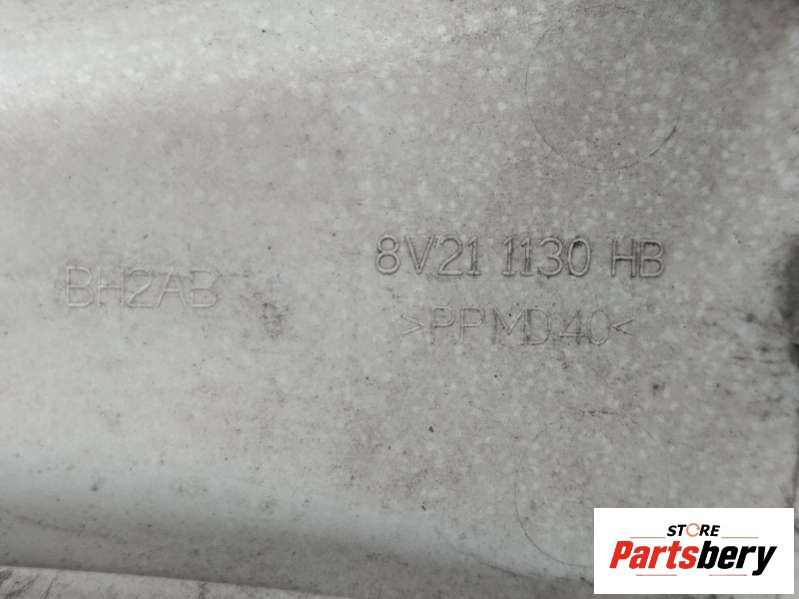 8V21 1130 HB
BH2AB
>PPMD40<
STORE
Partsbery